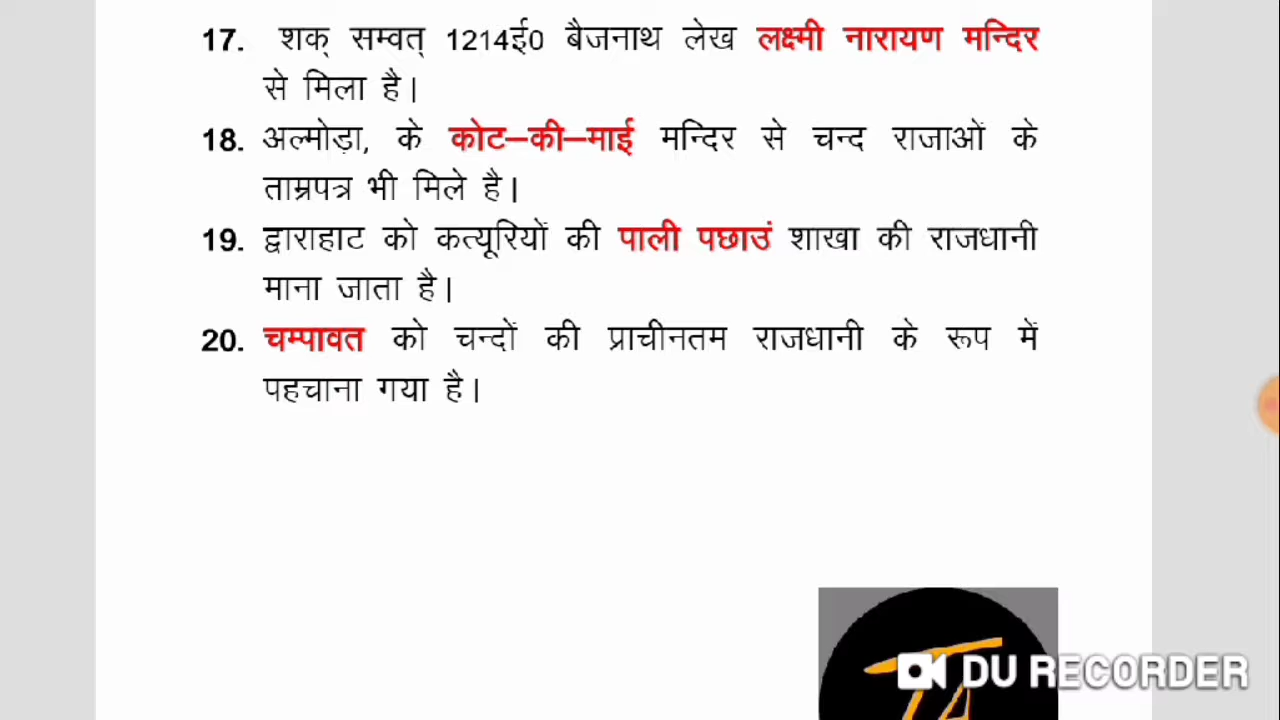 17. शक् सम्वत् 1214ई0 बैजनाथ लेख लक्ष्मी नारायण मन्दिर
से मिला है।
18. अल्मोड़ा, के कोट–की–माई मन्दिर से चन्द राजाओं के
ताम्रपत्र भी मिले है।
19. द्वाराहाट को कत्यूरियों की पाली पछाउं शाखा की राजधानी
माना जाता है।
20. चम्पावत को चन्दों की प्राचीनतम राजधानी के रूप में
पहचाना गया है।
DU RECORDER